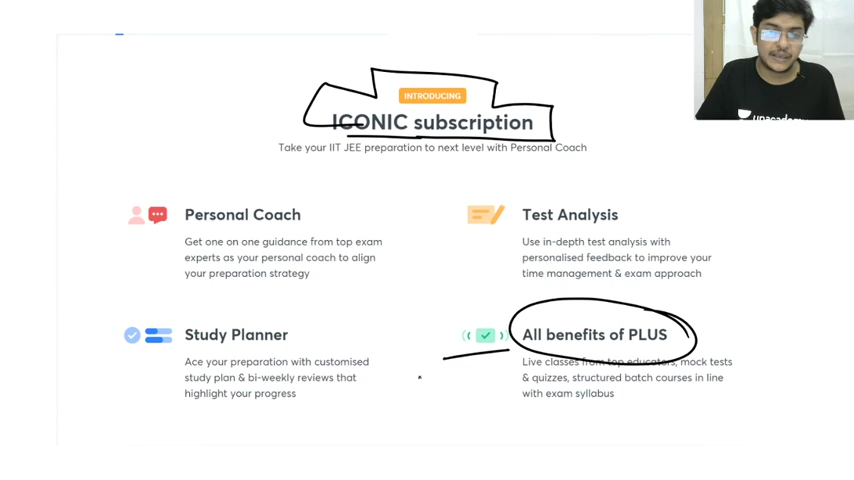 INTRODUCING
ICONIC subscription
Take your IIT JEE preparation to next level with Personal Coach
Personal Coach
Get one on one guidance from top exam
experts as your personal coach to align
your preparation strategy
Test Analysis
Use in-depth test analysis with
personalised feedback to improve your
time management & exam approach
Study Planner
Ace your preparation with customised
study plan & bi-weekly reviews that
highlight your progress
All benefits of PLUS
Live classes from top educators, mock tests
& quizzes, structured batch courses in line
with exam syllabus
unacademy